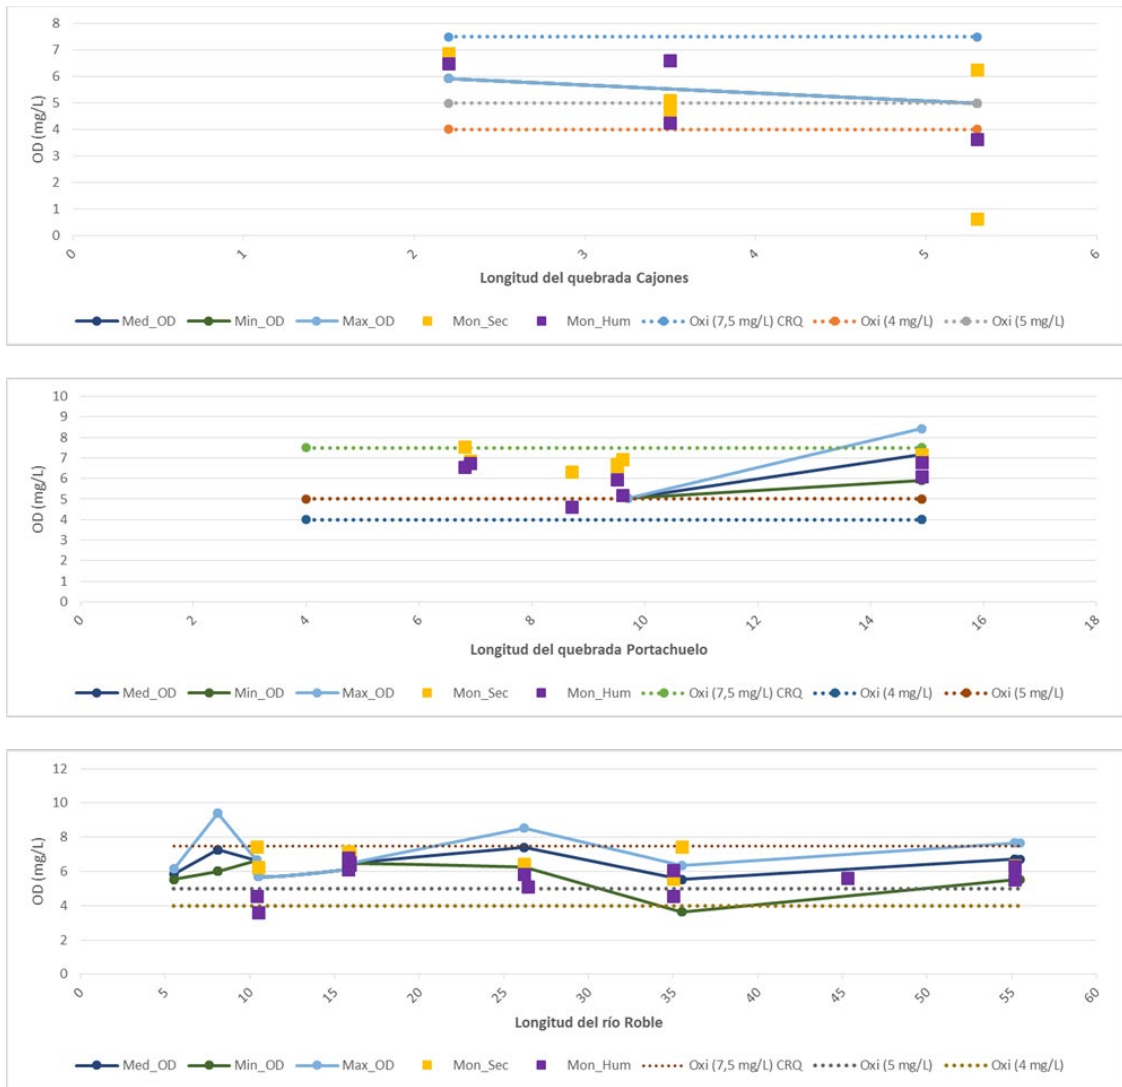 8
7
6
5
4
3
2
1
0
OD (mg/L)
0 1 2 3 4 5 6
Longitud del quebrada Cajones
Med_OD Min_OD Max_OD Mon_Sec Mon_Hum Oxi (7,5 mg/L) CRQ Oxi (4 mg/L) Oxi (5 mg/L)
10
9
8
7
6
5
4
3
2
1
0
OD (mg/L)
0 2 4 6 8 10 12 14 16 18
Longitud del quebrada Portachuelo
Med_OD Min_OD Max_OD Mon_Sec Mon_Hum Oxi (7,5 mg/L) CRQ Oxi (4 mg/L) Oxi (5 mg/L)
12
10
8
6
4
2
0
OD (mg/L)
0 5 10 15 20 25 30 35 40 45 50 55 60
Longitud del río Roble
Med_OD Min_OD Max_OD Mon_Sec Mon_Hum Oxi (7,5 mg/L) CRQ Oxi (5 mg/L) Oxi (4 mg/L)